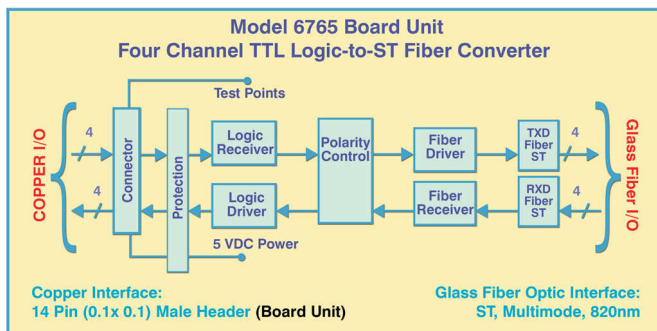 Model 6765 Board Unit
Four Channel TTL Logic-to-ST Fiber Converter
Test Points
COPPER I/O
4
4
Connector
Protection
Logic
Receiver
Logic
Driver
Polarity
Control
Fiber
Driver
Fiber
Receiver
TXD
Fiber
ST
RXD
Fiber
ST
4
4
Glass Fiber I/O
5 VDC Power
Copper Interface:
14 Pin (0.1x 0.1) Male Header (Board Unit)
Glass Fiber Optic Interface:
ST, Multimode, 820nm